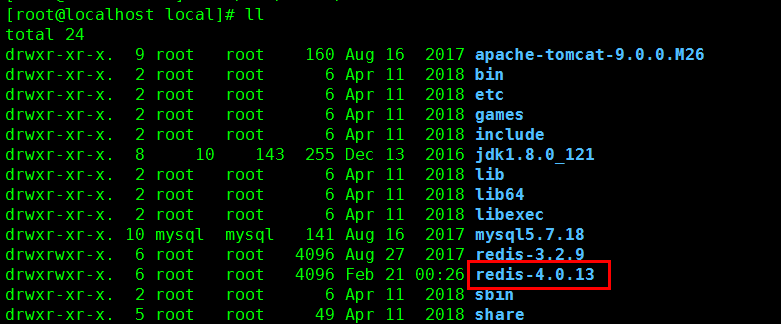 [root@localhost local]# ll
total 24
drwxr-xr-x. 9 root root 160 Aug 16 2017 apache-tomcat-9.0.0.M26
drwxr-xr-x. 2 root root 6 Apr 11 2018 bin
drwxr-xr-x. 2 root root 6 Apr 11 2018 etc
drwxr-xr-x. 2 root root 6 Apr 11 2018 games
drwxr-xr-x. 2 root root 6 Apr 11 2018 include
drwxr-xr-x. 8 10 143 255 Dec 13 2016 jdk1.8.0_121
drwxr-xr-x. 2 root root 6 Apr 11 2018 lib
drwxr-xr-x. 2 root root 6 Apr 11 2018 lib64
drwxr-xr-x. 2 root root 6 Apr 11 2018 libexec
drwxr-xr-x. 10 mysql mysql 141 Aug 16 2017 mysql5.7.18
drwxrwxr-x. 6 root root 4096 Aug 27 2017 redis-3.2.9
drwxrwxr-x. 6 root root 4096 Feb 21 00:26 redis-4.0.13
drwxr-xr-x. 2 root root 6 Apr 11 2018 sbin
drwxr-xr-x. 5 root root 49 Apr 11 2018 share